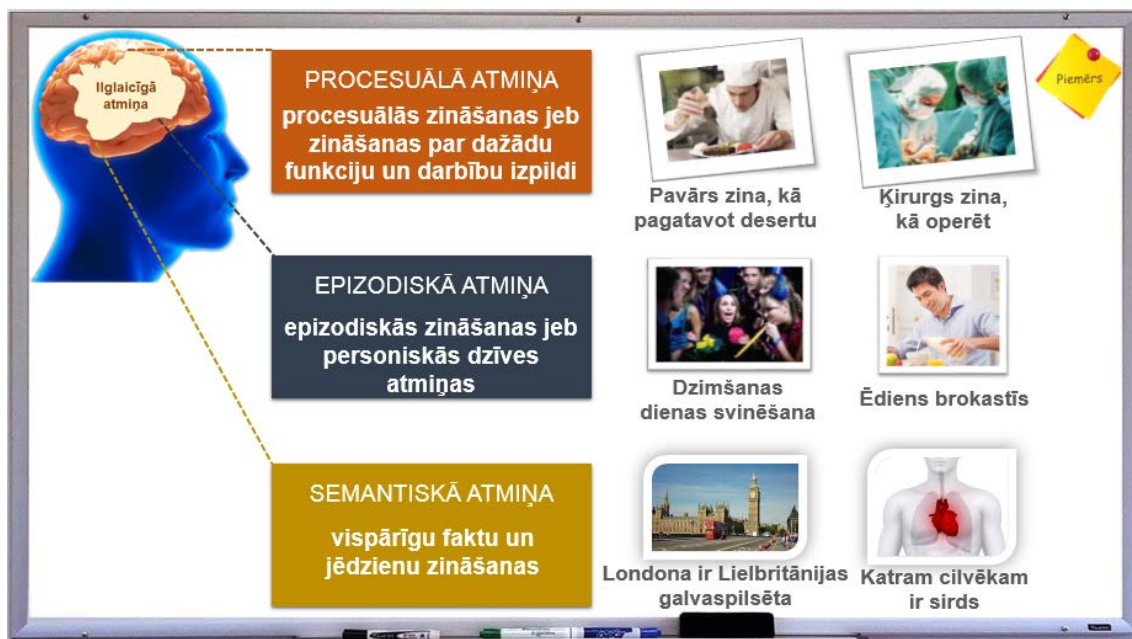 Ilglaicīgā
atmiņa
PROCESUĀLĀ ATMIŅA
procesuālās zināšanas jeb
zināšanas par dažādu
funkciju un darbību izpildi
Pavārs zina, kā
pagatavot desertu
Ķirurgs zina,
kā operēt
Piemērs
EPIZODISKĀ ATMIŅA
epizodiskās zināšanas jeb
personiskās dzīves
atmiņas
Dzimšanas
dienas svinēšana
Ēdiens brokastīs
SEMANTISKĀ ATMIŅA
vispārīgu faktu un
jēdzienu zināšanas
Londona ir Lielbritānijas
galvaspilsēta
Katram cilvēkam
ir sirds